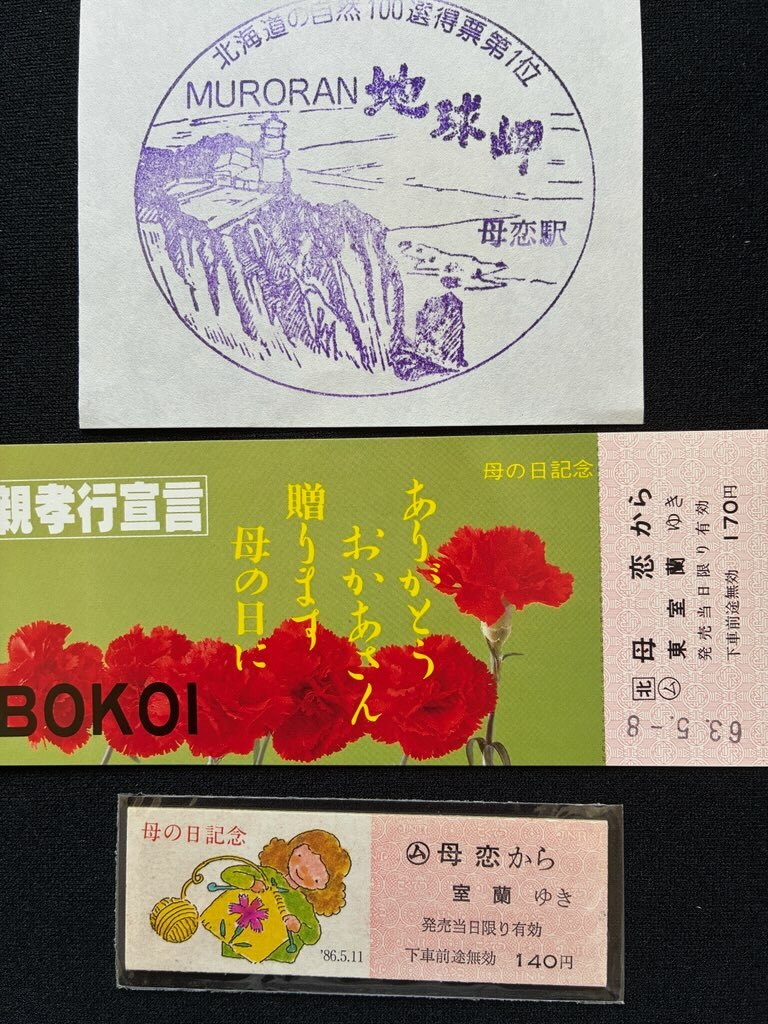 北海道の自然100選得票第1位
MURORAN 地球岬
母恋駅
母の日記念
親孝行宣言
ありがとう
おかあさん
贈ります
母の日に
BOKOI
母恋から
東室蘭ゆき
発売当日限り有効
下車前途無効 170円
北 ム
63.5.-8
母の日記念
'86.5.11
ム 母恋から
室蘭ゆき
発売当日限り有効
下車前途無効 140円